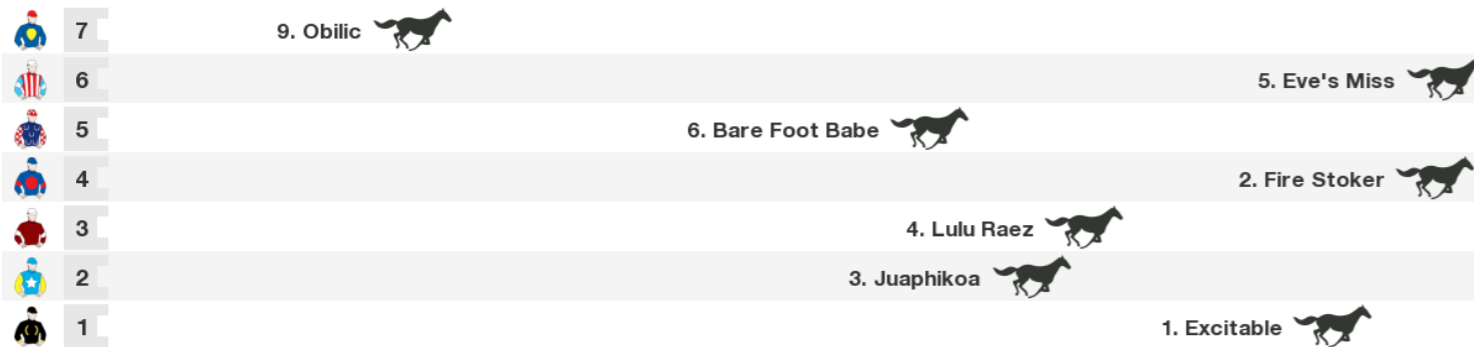 7 9. Obilic
6 5. Eve's Miss
5 6. Bare Foot Babe
4 2. Fire Stoker
3 4. Lulu Raez
2 3. Juaphikoa
1 1. Excitable